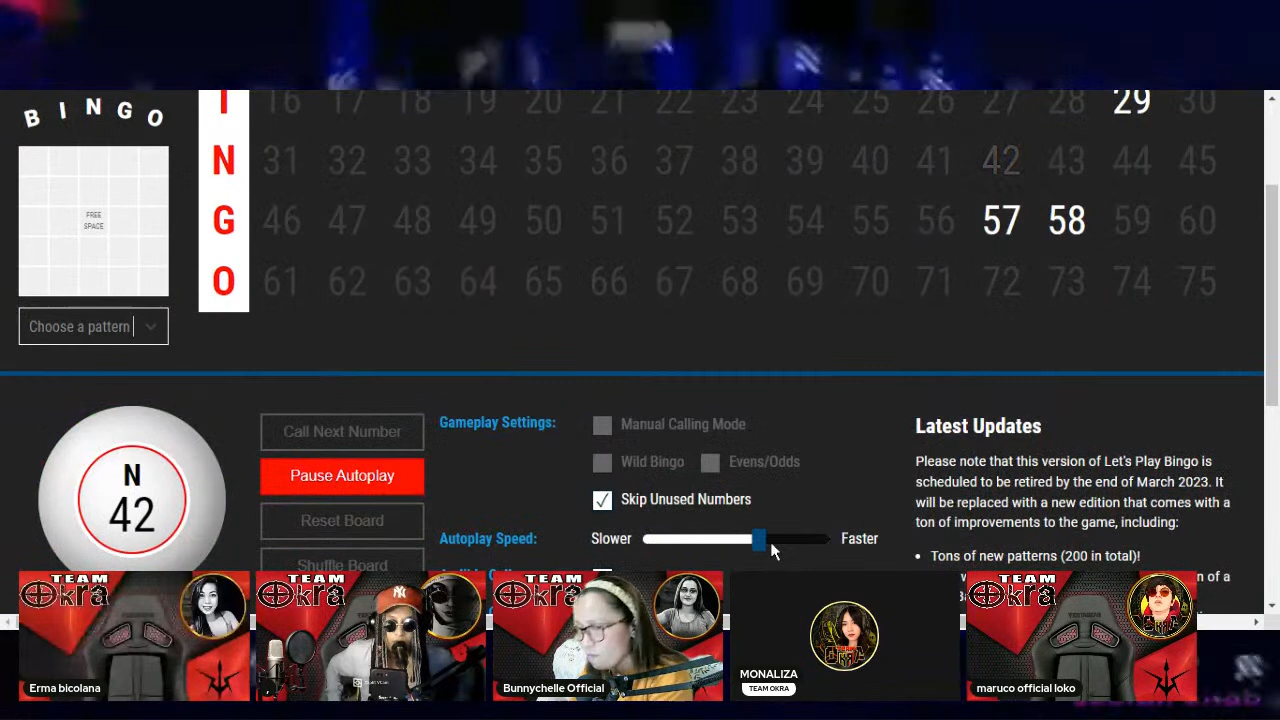 B I N G O
I 16 17 18 19 20 21 22 23 24 25 26 27 28 29 30
N 31 32 33 34 35 36 37 38 39 40 41 42 43 44 45
G 46 47 48 49 50 51 52 53 54 55 56 57 58 59 60
O 61 62 63 64 65 66 67 68 69 70 71 72 73 74 75
FREE
SPACE
Choose a pattern
N
42
Call Next Number
Pause Autoplay
Reset Board
Shuffle Board
Gameplay Settings:
Manual Calling Mode
Wild Bingo
Evens/Odds
Skip Unused Numbers
Autoplay Speed:
Slower
Faster
Latest Updates
Please note that this version of Let's Play Bingo is
scheduled to be retired by the end of March 2023. It
will be replaced with a new edition that comes with a
ton of improvements to the game, including:
• Tons of new patterns (200 in total)!
TEAM
Okra
Erma bicolana
TEAM
Okra
TEAM
Okra
Bunnychelle Official
MONALIZA
TEAM OKRA
TEAM
Okra
maruco official loko